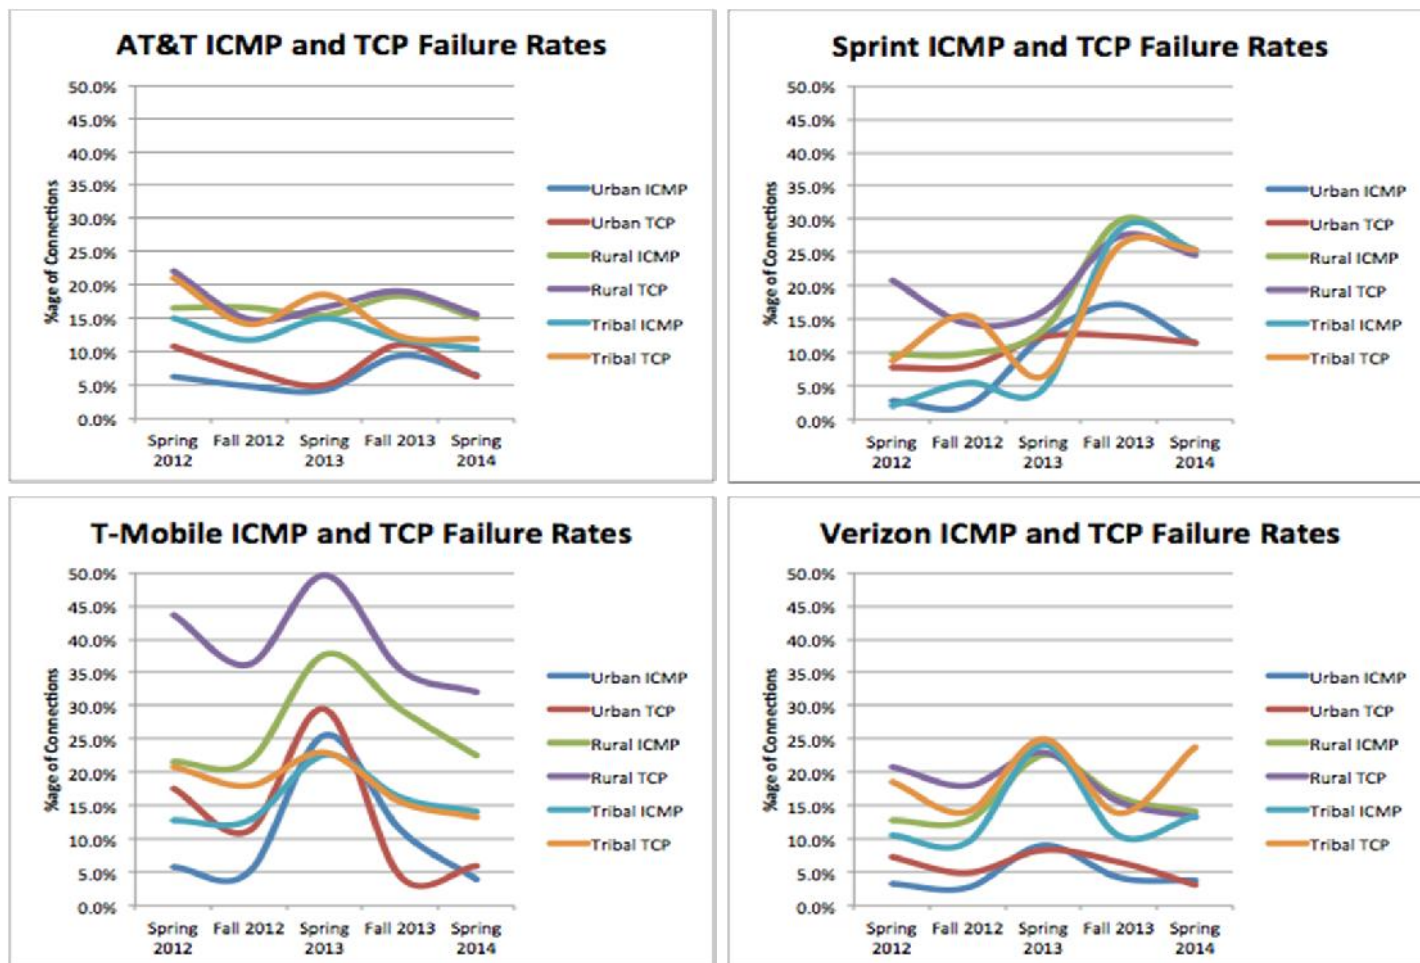 AT&T ICMP and TCP Failure Rates
%age of Connections
50.0%
45.0%
40.0%
35.0%
30.0%
25.0%
20.0%
15.0%
10.0%
5.0%
0.0%
Spring 2012
Fall 2012
Spring 2013
Fall 2013
Spring 2014
Urban ICMP
Urban TCP
Rural ICMP
Rural TCP
Tribal ICMP
Tribal TCP
Sprint ICMP and TCP Failure Rates
%age of Connections
50.0%
45.0%
40.0%
35.0%
30.0%
25.0%
20.0%
15.0%
10.0%
5.0%
0.0%
Spring 2012
Fall 2012
Spring 2013
Fall 2013
Spring 2014
Urban ICMP
Urban TCP
Rural ICMP
Rural TCP
Tribal ICMP
Tribal TCP
T-Mobile ICMP and TCP Failure Rates
%age of Connections
50.0%
45.0%
40.0%
35.0%
30.0%
25.0%
20.0%
15.0%
10.0%
5.0%
0.0%
Spring 2012
Fall 2012
Spring 2013
Fall 2013
Spring 2014
Urban ICMP
Urban TCP
Rural ICMP
Rural TCP
Tribal ICMP
Tribal TCP
Verizon ICMP and TCP Failure Rates
%age of Connections
50.0%
45.0%
40.0%
35.0%
30.0%
25.0%
20.0%
15.0%
10.0%
5.0%
0.0%
Spring 2012
Fall 2012
Spring 2013
Fall 2013
Spring 2014
Urban ICMP
Urban TCP
Rural ICMP
Rural TCP
Tribal ICMP
Tribal TCP